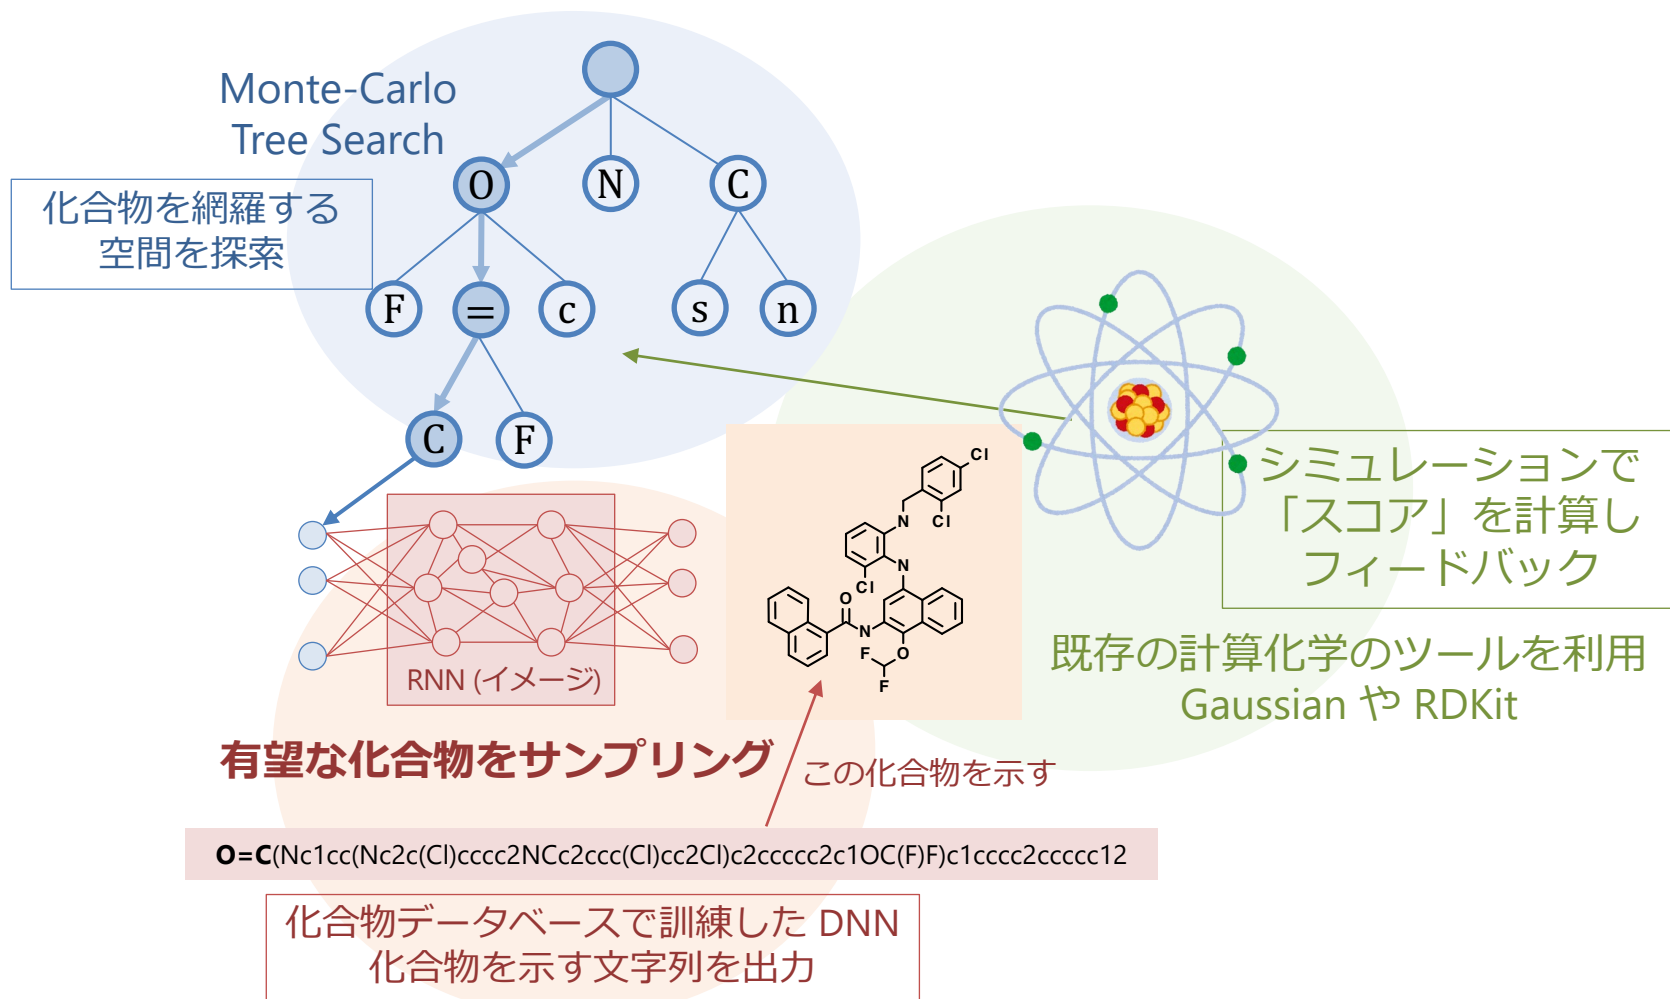 Monte-Carlo
Tree Search
化合物を網羅する
空間を探索
O N C
F = c s n
C F
RNN (イメージ)
Cl
Cl
N
Cl
N
O
N
O
F
F
シミュレーションで
「スコア」を計算し
フィードバック
既存の計算化学のツールを利用
Gaussian や RDKit
有望な化合物をサンプリング
この化合物を示す
O=C(Nc1cc(Nc2c(Cl)cccc2NCc2ccc(Cl)cc2Cl)c2ccccc2c1OC(F)F)c1cccc2ccccc12
化合物データベースで訓練した DNN
化合物を示す文字列を出力